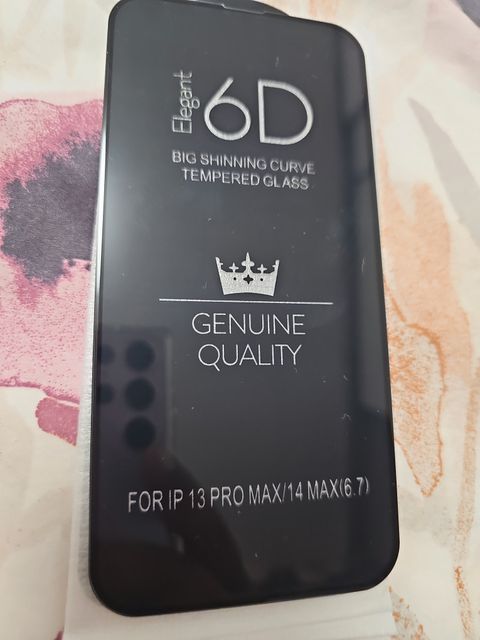 Elegant
6D
BIG SHINNING CURVE
TEMPERED GLASS
GENUINE
QUALITY
FOR IP 13 PRO MAX/14 MAX(6.7)